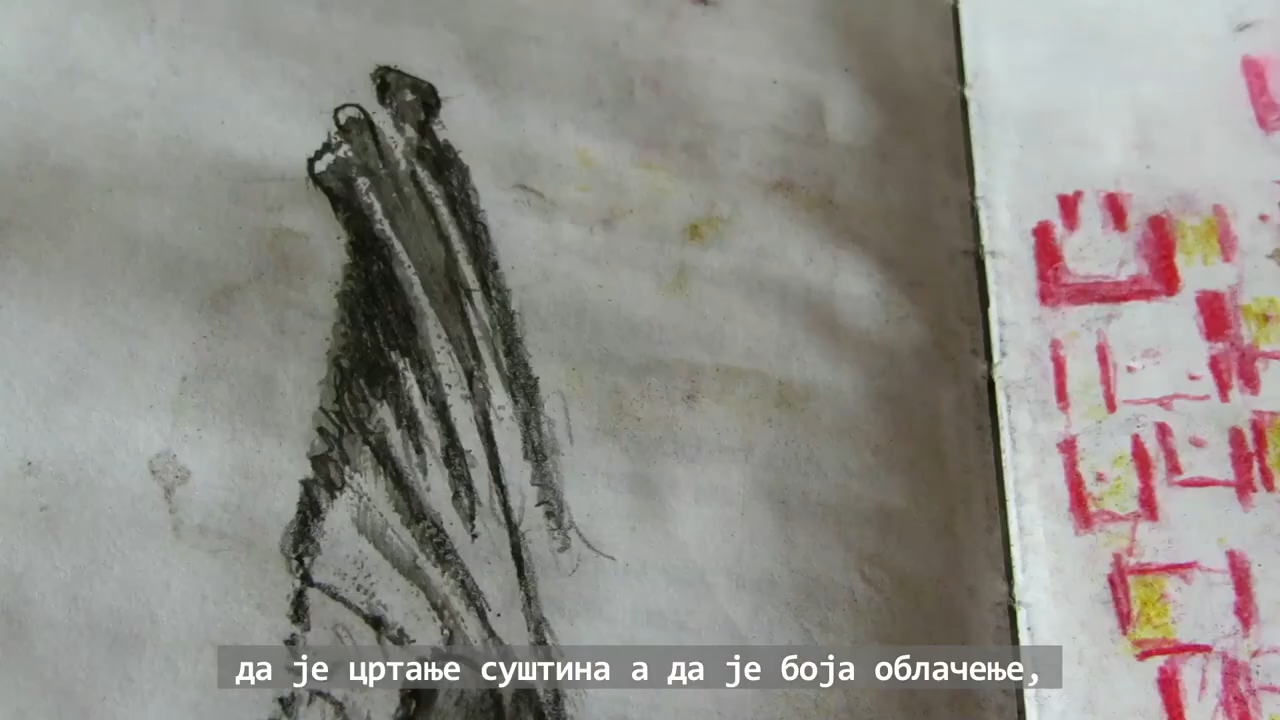 да је цртање суштина а да је боја облачење,